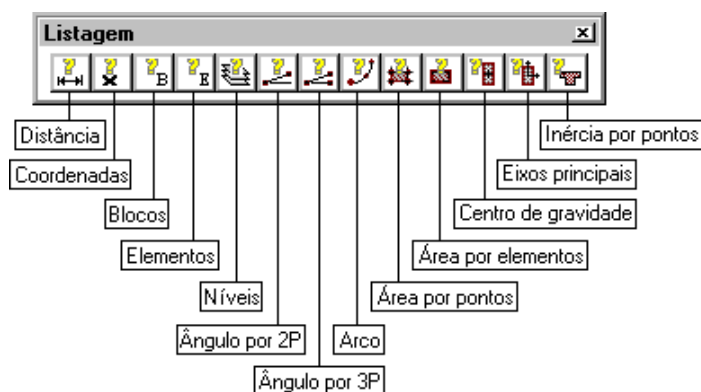 Listagem
B
E
Distância
Inércia por pontos
Coordenadas
Eixos principais
Blocos
Centro de gravidade
Elementos
Área por elementos
Níveis
Área por pontos
Ângulo por 2P
Arco
Ângulo por 3P